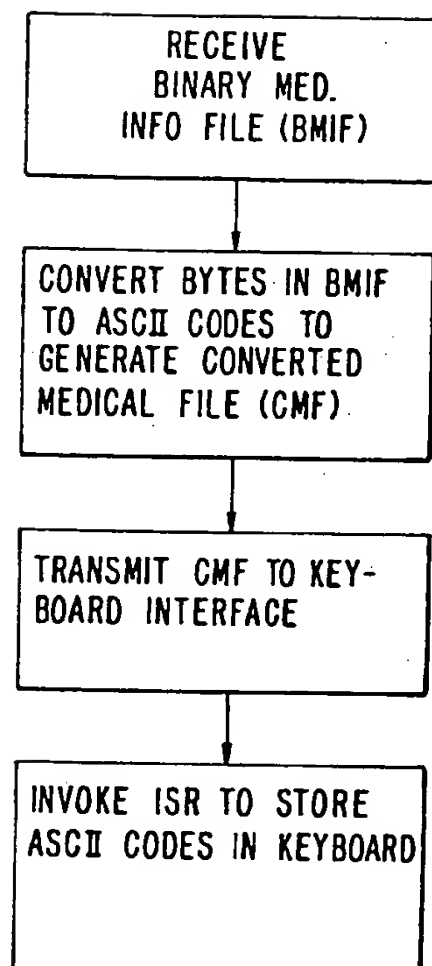 RECEIVE
BINARY MED.
INFO FILE (BMIF)
CONVERT BYTES IN BMIF
TO ASCII CODES TO
GENERATE CONVERTED
MEDICAL FILE (CMF)
TRANSMIT CMF TO KEY-
BOARD INTERFACE
INVOKE ISR TO STORE
ASCII CODES IN KEYBOARD